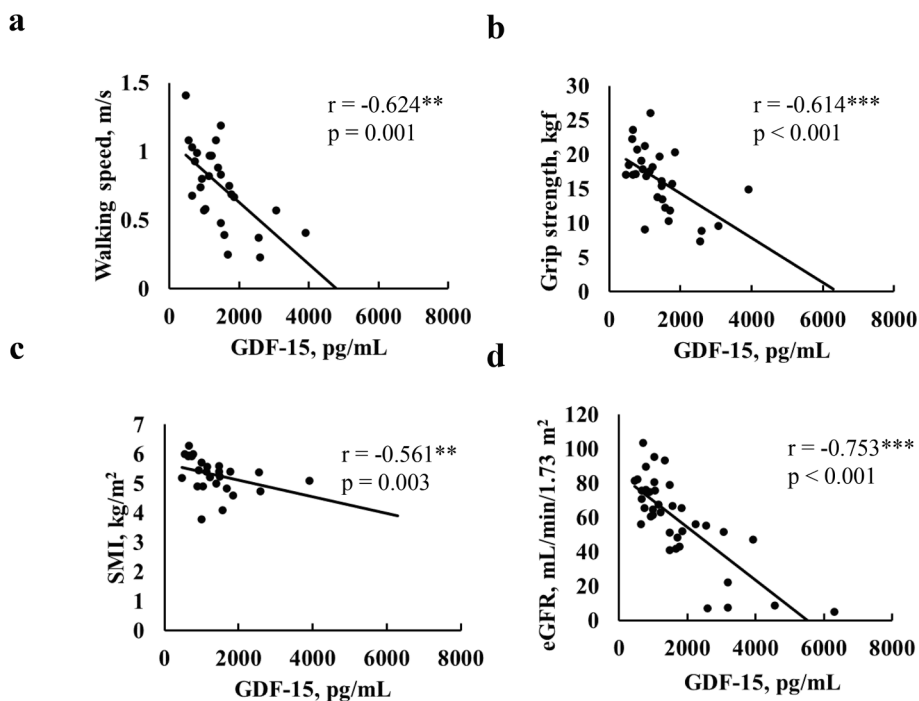 a
Walking speed, m/s
1.5
1
0.5
0
r = -0.624**
p = 0.001
0 2000 4000 6000 8000
GDF-15, pg/mL
b
Grip strength, kgf
30
25
20
15
10
5
0
r = -0.614***
p < 0.001
0 2000 4000 6000 8000
GDF-15, pg/mL
c
SMI, kg/m²
7
6
5
4
3
2
1
0
r = -0.561**
p = 0.003
0 2000 4000 6000 8000
GDF-15, pg/mL
d
eGFR, mL/min/1.73 m²
120
100
80
60
40
20
0
r = -0.753***
p < 0.001
0 2000 4000 6000 8000
GDF-15, pg/mL